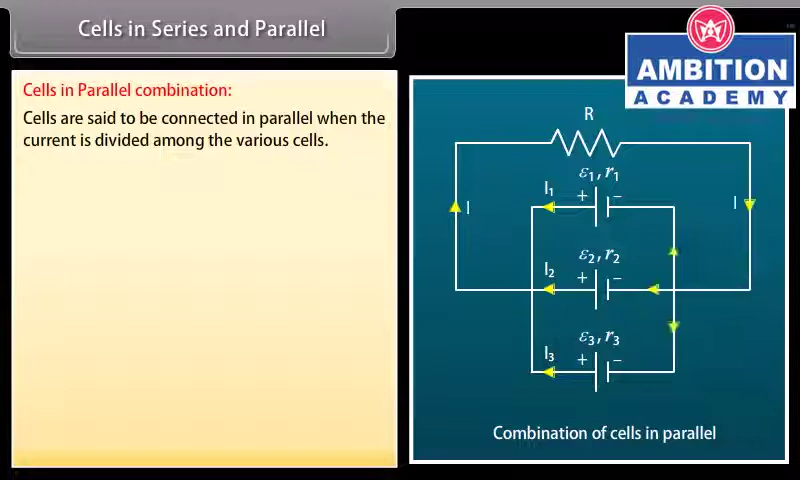 Cells in Series and Parallel
AMBITION
ACADEMY
Cells in Parallel combination:
Cells are said to be connected in parallel when the
current is divided among the various cells.
R
ε₁, r₁
I₁
+
−
I
I
ε₂, r₂
I₂
+
−
ε₃, r₃
I₃
+
−
Combination of cells in parallel